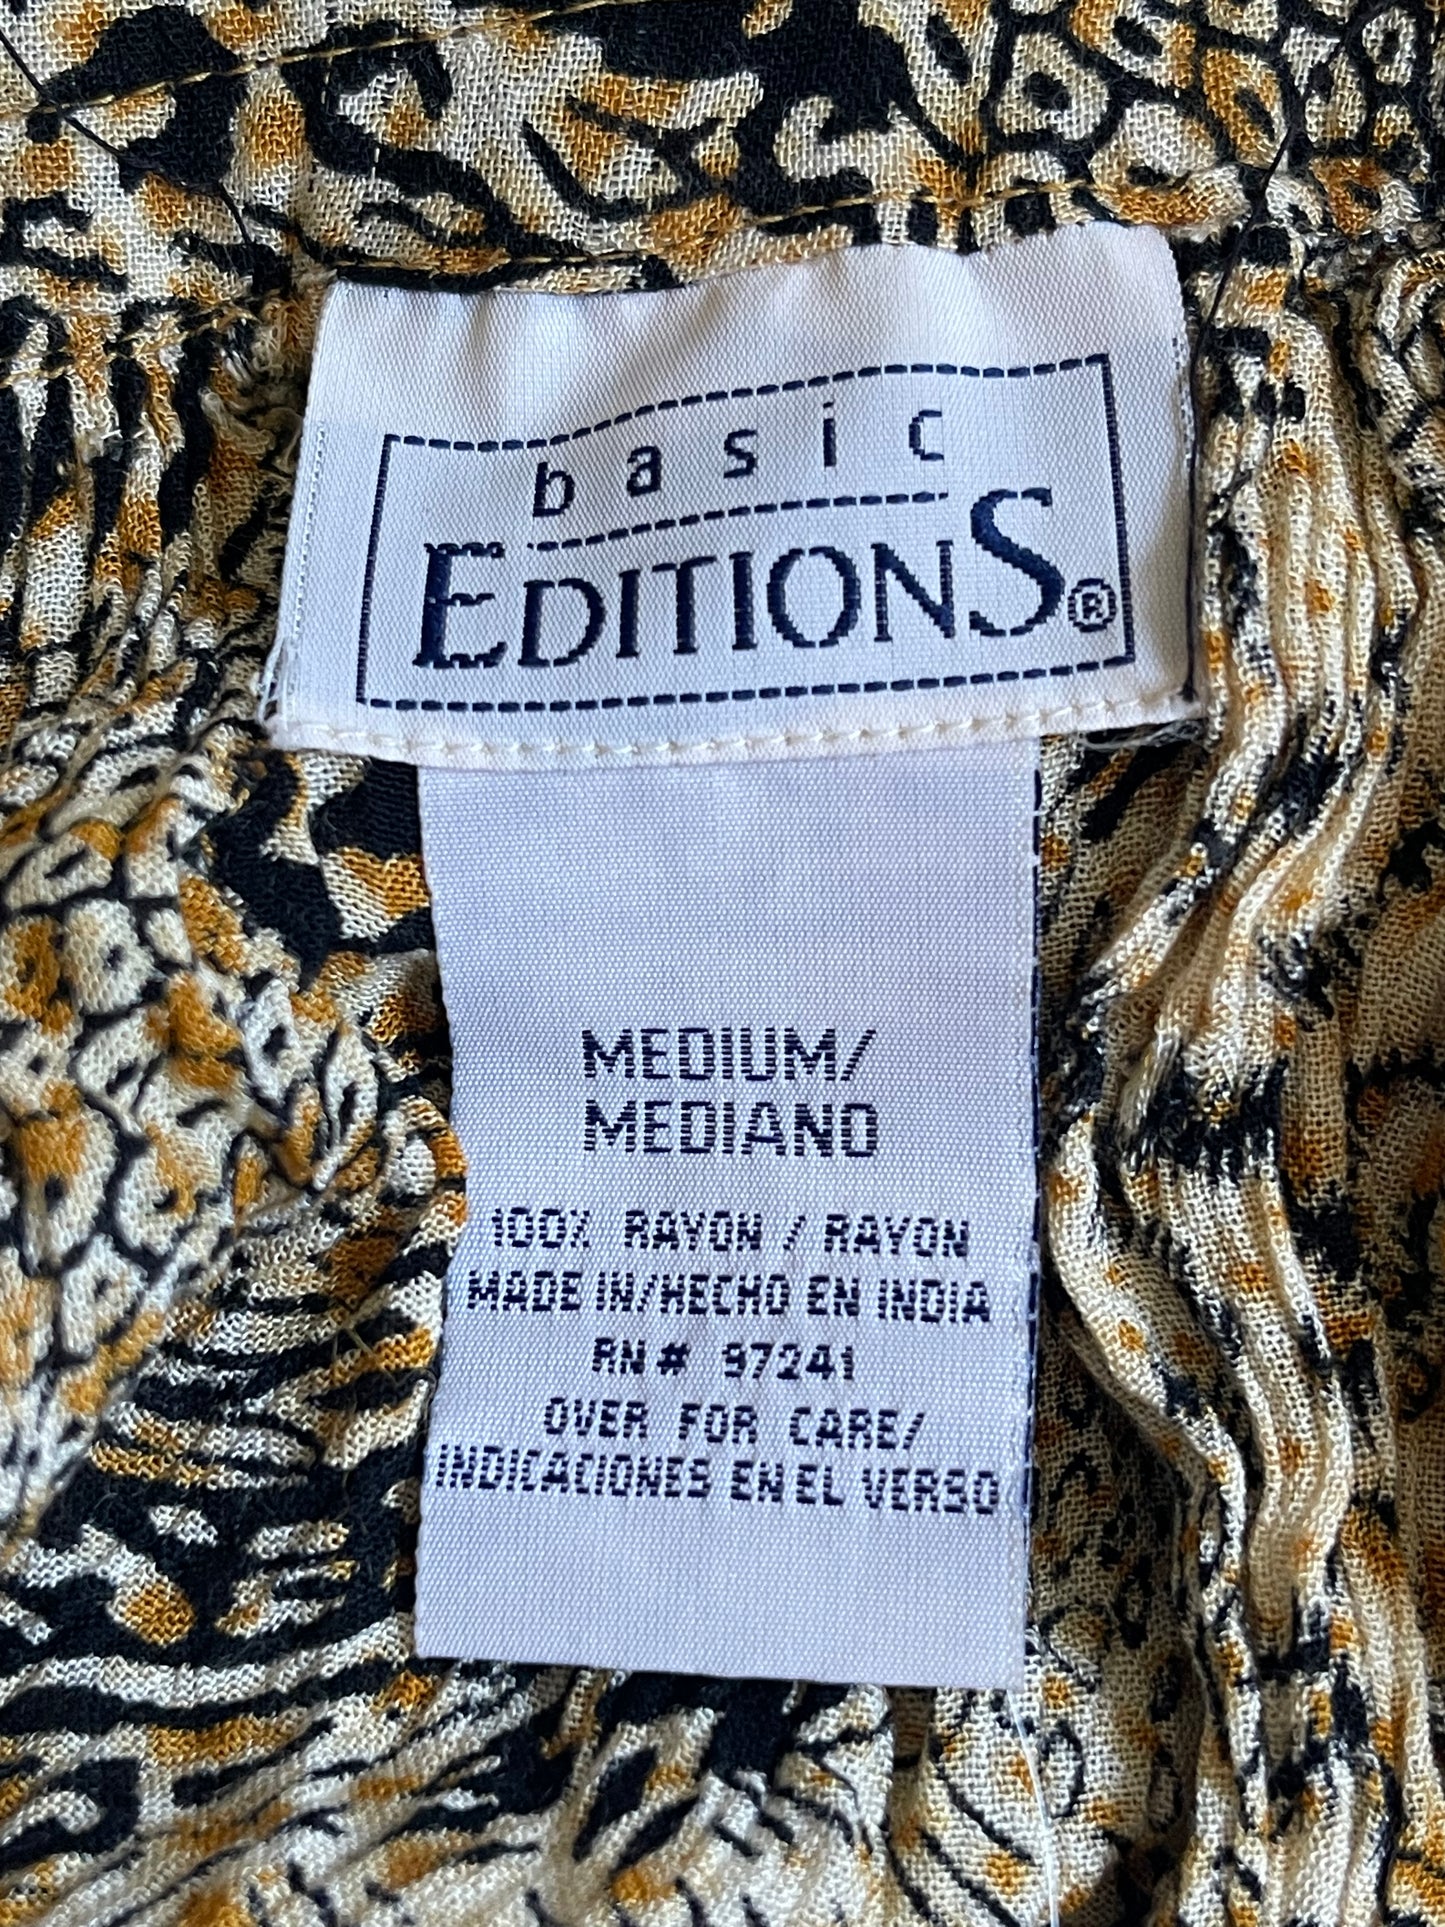 basic
EDITIONS®
MEDIUM/
MEDIANO
100% RAYON / RAYON
MADE IN/HECHO EN INDIA
RN# 97241
OVER FOR CARE/
INDICACIONES EN EL VERSO